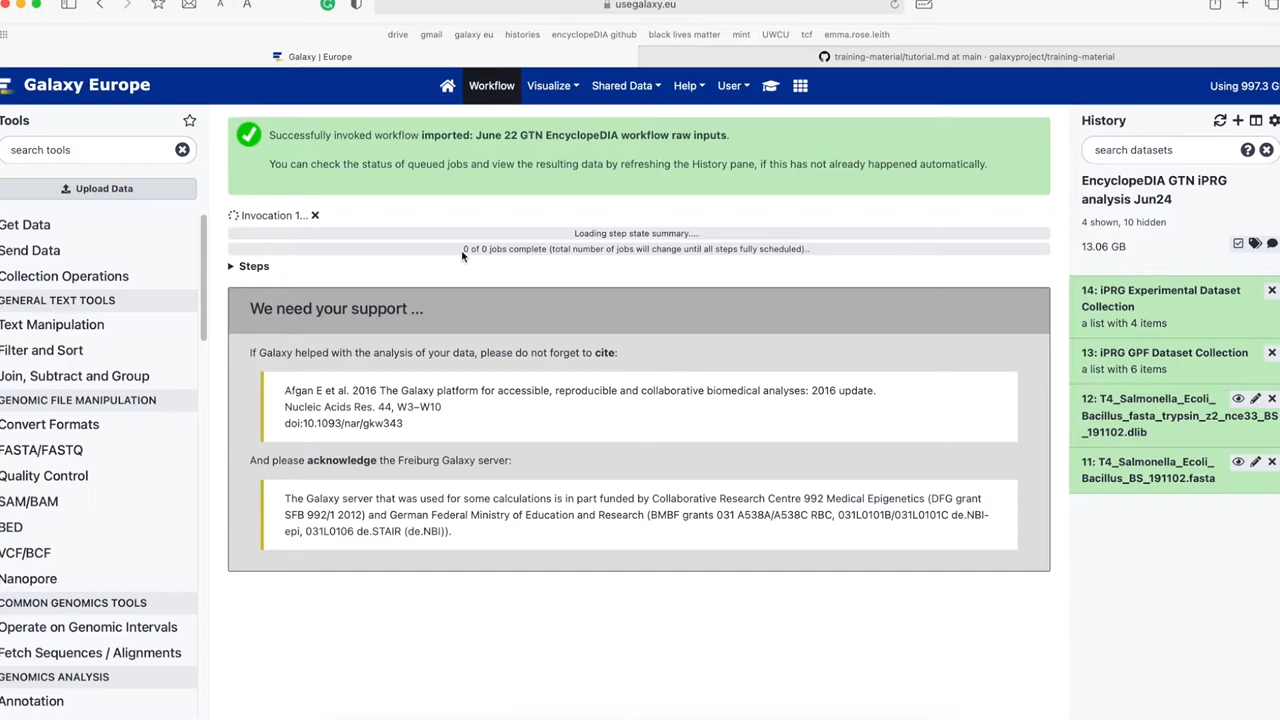 usegalaxy.eu
drive gmail galaxy eu histories encyclopeDIA github black lives matter mint UWCU tcf emma.rose.leith
Galaxy | Europe
training-material/tutorial.md at main · galaxyproject/training-material
Galaxy Europe
Workflow Visualize Shared Data Help User
Using 997.3 G
Tools
search tools
Upload Data
Get Data
Send Data
Collection Operations
GENERAL TEXT TOOLS
Text Manipulation
Filter and Sort
Join, Subtract and Group
GENOMIC FILE MANIPULATION
Convert Formats
FASTA/FASTQ
Quality Control
SAM/BAM
BED
VCF/BCF
Nanopore
COMMON GENOMICS TOOLS
Operate on Genomic Intervals
Fetch Sequences / Alignments
GENOMICS ANALYSIS
Annotation
Successfully invoked workflow imported: June 22 GTN EncyclopeDIA workflow raw inputs.
You can check the status of queued jobs and view the resulting data by refreshing the History pane, if this has not already happened automatically.
Invocation 1...
Loading step state summary....
0 of 0 jobs complete (total number of jobs will change until all steps fully scheduled)..
Steps
We need your support ...
If Galaxy helped with the analysis of your data, please do not forget to cite:
Afgan E et al. 2016 The Galaxy platform for accessible, reproducible and collaborative biomedical analyses: 2016 update.
Nucleic Acids Res. 44, W3–W10
doi:10.1093/nar/gkw343
And please acknowledge the Freiburg Galaxy server:
The Galaxy server that was used for some calculations is in part funded by Collaborative Research Centre 992 Medical Epigenetics (DFG grant
SFB 992/1 2012) and German Federal Ministry of Education and Research (BMBF grants 031 A538A/A538C RBC, 031L0101B/031L0101C de.NBI-
epi, 031L0106 de.STAIR (de.NBI)).
History
search datasets
EncyclopeDIA GTN iPRG
analysis Jun24
4 shown, 10 hidden
13.06 GB
14: iPRG Experimental Dataset
Collection
a list with 4 items
13: iPRG GPF Dataset Collection
a list with 6 items
12: T4_Salmonella_Ecoli_
Bacillus_fasta_trypsin_z2_nce33_BS
_191102.dlib
11: T4_Salmonella_Ecoli_
Bacillus_BS_191102.fasta